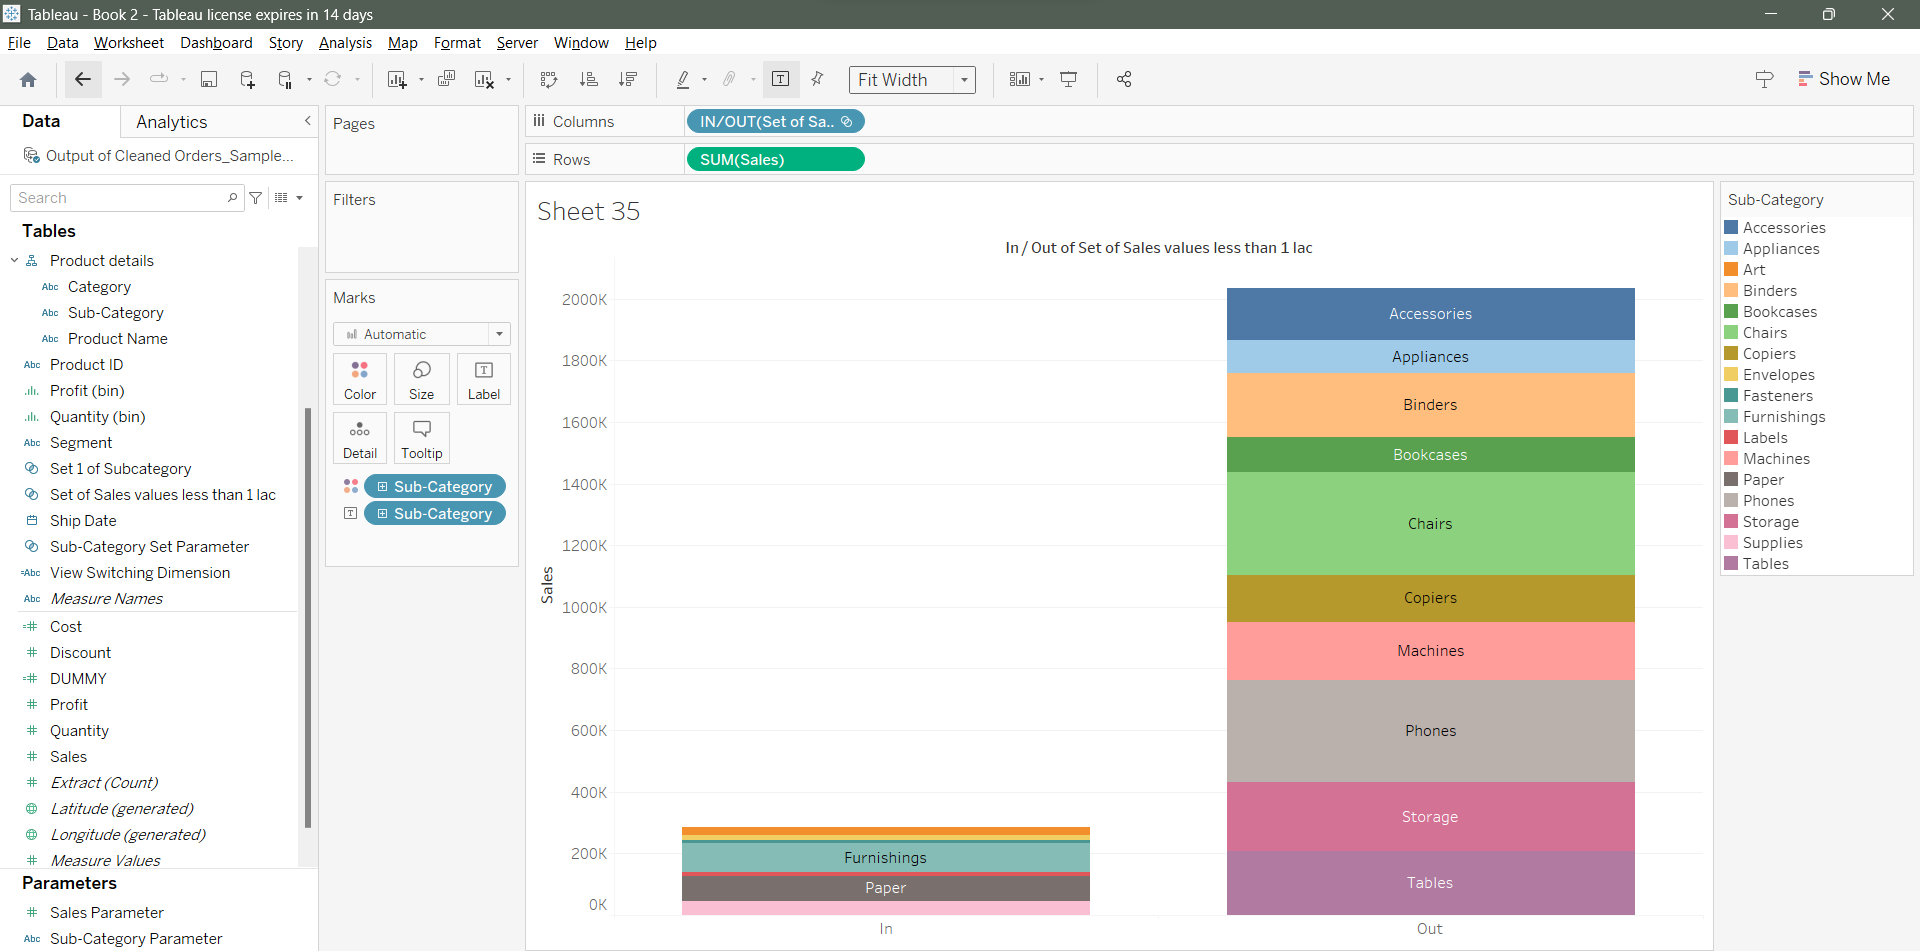 Tableau - Book 2 - Tableau license expires in 14 days
File Data Worksheet Dashboard Story Analysis Map Format Server Window Help
Fit Width
Show Me
Data
Analytics
Output of Cleaned Orders_Sample...
Search
Tables
Product details
Abc Category
Abc Sub-Category
Abc Product Name
Abc Product ID
Profit (bin)
Quantity (bin)
Abc Segment
Set 1 of Subcategory
Set of Sales values less than 1 lac
Ship Date
Sub-Category Set Parameter
=Abc View Switching Dimension
Abc Measure Names
=# Cost
# Discount
=# DUMMY
# Profit
# Quantity
# Sales
# Extract (Count)
Latitude (generated)
Longitude (generated)
# Measure Values
Parameters
# Sales Parameter
Abc Sub-Category Parameter
Pages
Filters
Marks
Automatic
Color
Size
T
Label
Detail
Tooltip
Sub-Category
T Sub-Category
Columns
IN/OUT(Set of Sa..
Rows
SUM(Sales)
Sheet 35
In / Out of Set of Sales values less than 1 lac
Sales
2000K
1800K
1600K
1400K
1200K
1000K
800K
600K
400K
200K
0K
Furnishings
Paper
In
Accessories
Appliances
Binders
Bookcases
Chairs
Copiers
Machines
Phones
Storage
Tables
Out
Sub-Category
Accessories
Appliances
Art
Binders
Bookcases
Chairs
Copiers
Envelopes
Fasteners
Furnishings
Labels
Machines
Paper
Phones
Storage
Supplies
Tables